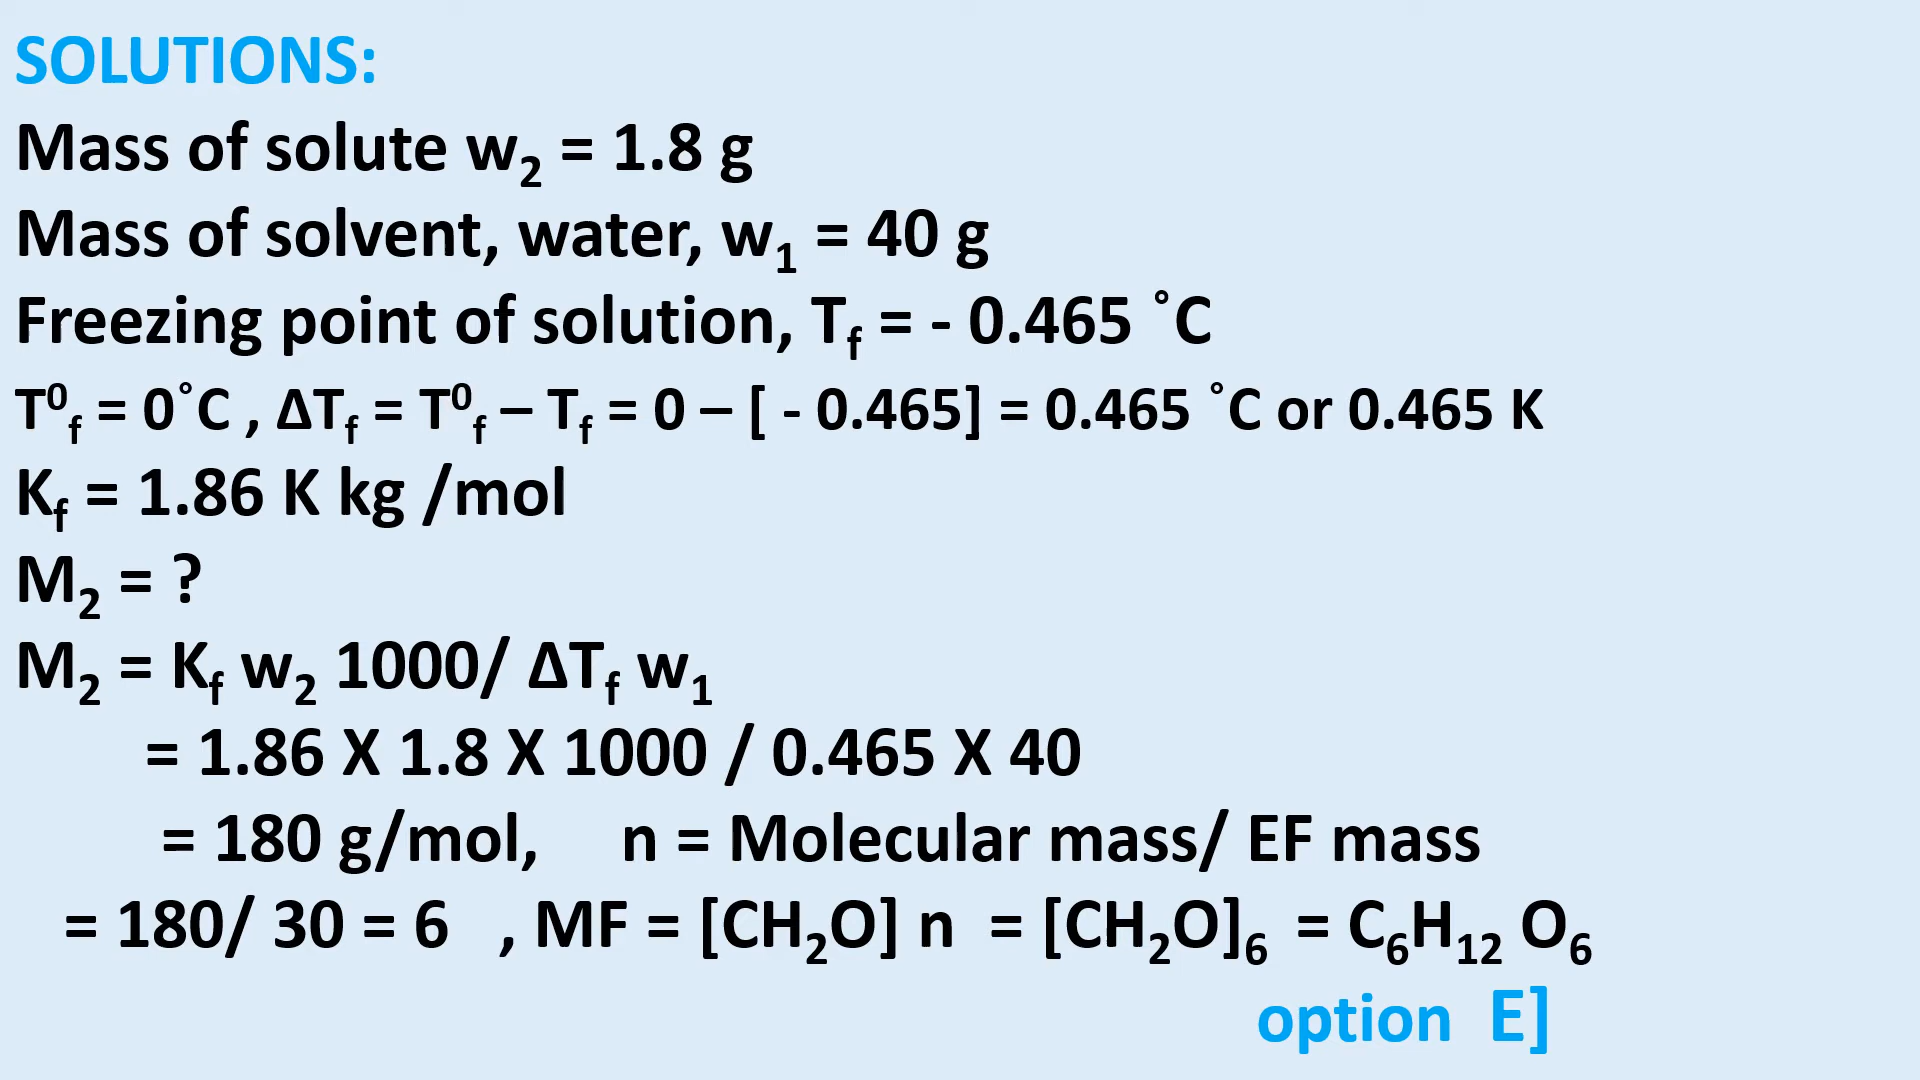 SOLUTIONS:
Mass of solute w₂ = 1.8 g
Mass of solvent, water, w₁ = 40 g
Freezing point of solution, T_f = - 0.465 ˚C
T⁰_f = 0˚C , ΔT_f = T⁰_f – T_f = 0 – [ - 0.465] = 0.465 ˚C or 0.465 K
K_f = 1.86 K kg /mol
M₂ = ?
M₂ = K_f w₂ 1000/ ΔT_f w₁
= 1.86 X 1.8 X 1000 / 0.465 X 40
= 180 g/mol, n = Molecular mass/ EF mass
= 180/ 30 = 6 , MF = [CH₂O] n = [CH₂O]₆ = C₆H₁₂ O₆
option E]